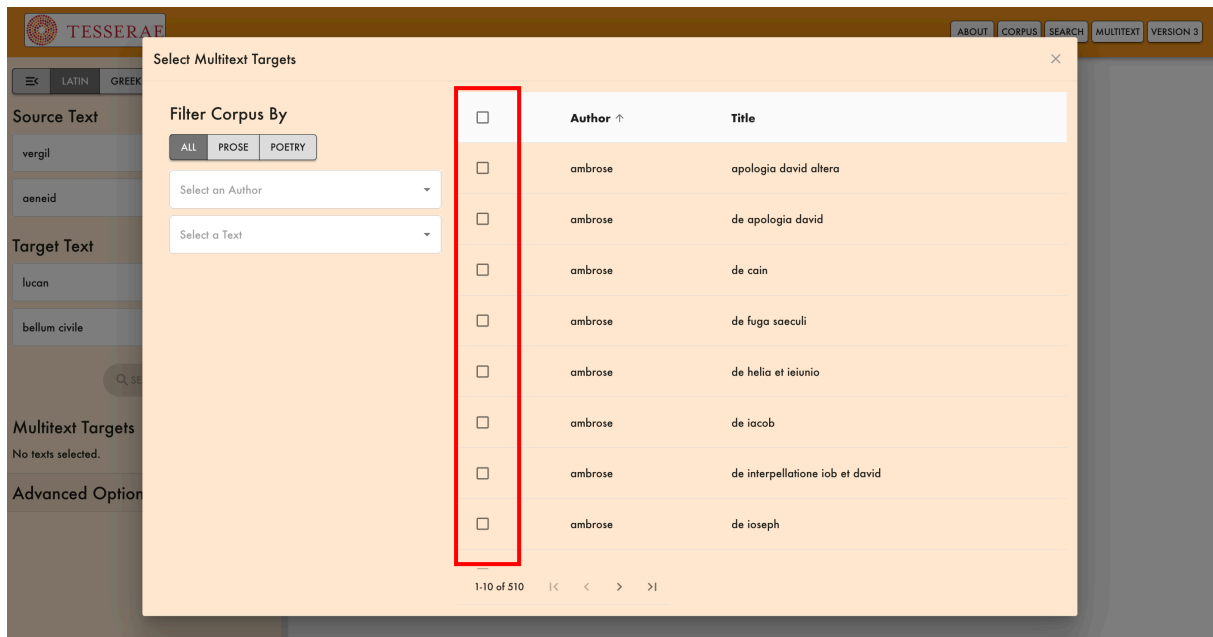 TESSERAE
ABOUT CORPUS SEARCH MULTITEXT VERSION 3
Select Multitext Targets
LATIN GREEK
Source Text
vergil
aeneid
Target Text
lucan
bellum civile
Multitext Targets
No texts selected.
Advanced Option
Filter Corpus By
ALL PROSE POETRY
Select an Author
Select a Text
Author ↑ Title
ambrose apologia david altera
ambrose de apologia david
ambrose de cain
ambrose de fuga saeculi
ambrose de helia et ieiunio
ambrose de iacob
ambrose de interpellatione iob et david
ambrose de ioseph
1-10 of 510